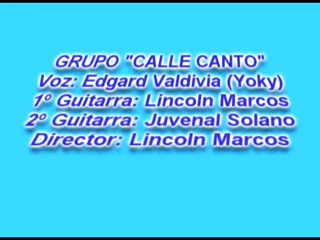 GRUPO "CALLE CANTO"
Voz: Edgard Valdivia (Yoky)
1º Guitarra: Lincoln Marcos
2º Guitarra: Juvenal Solano
Director: Lincoln Marcos